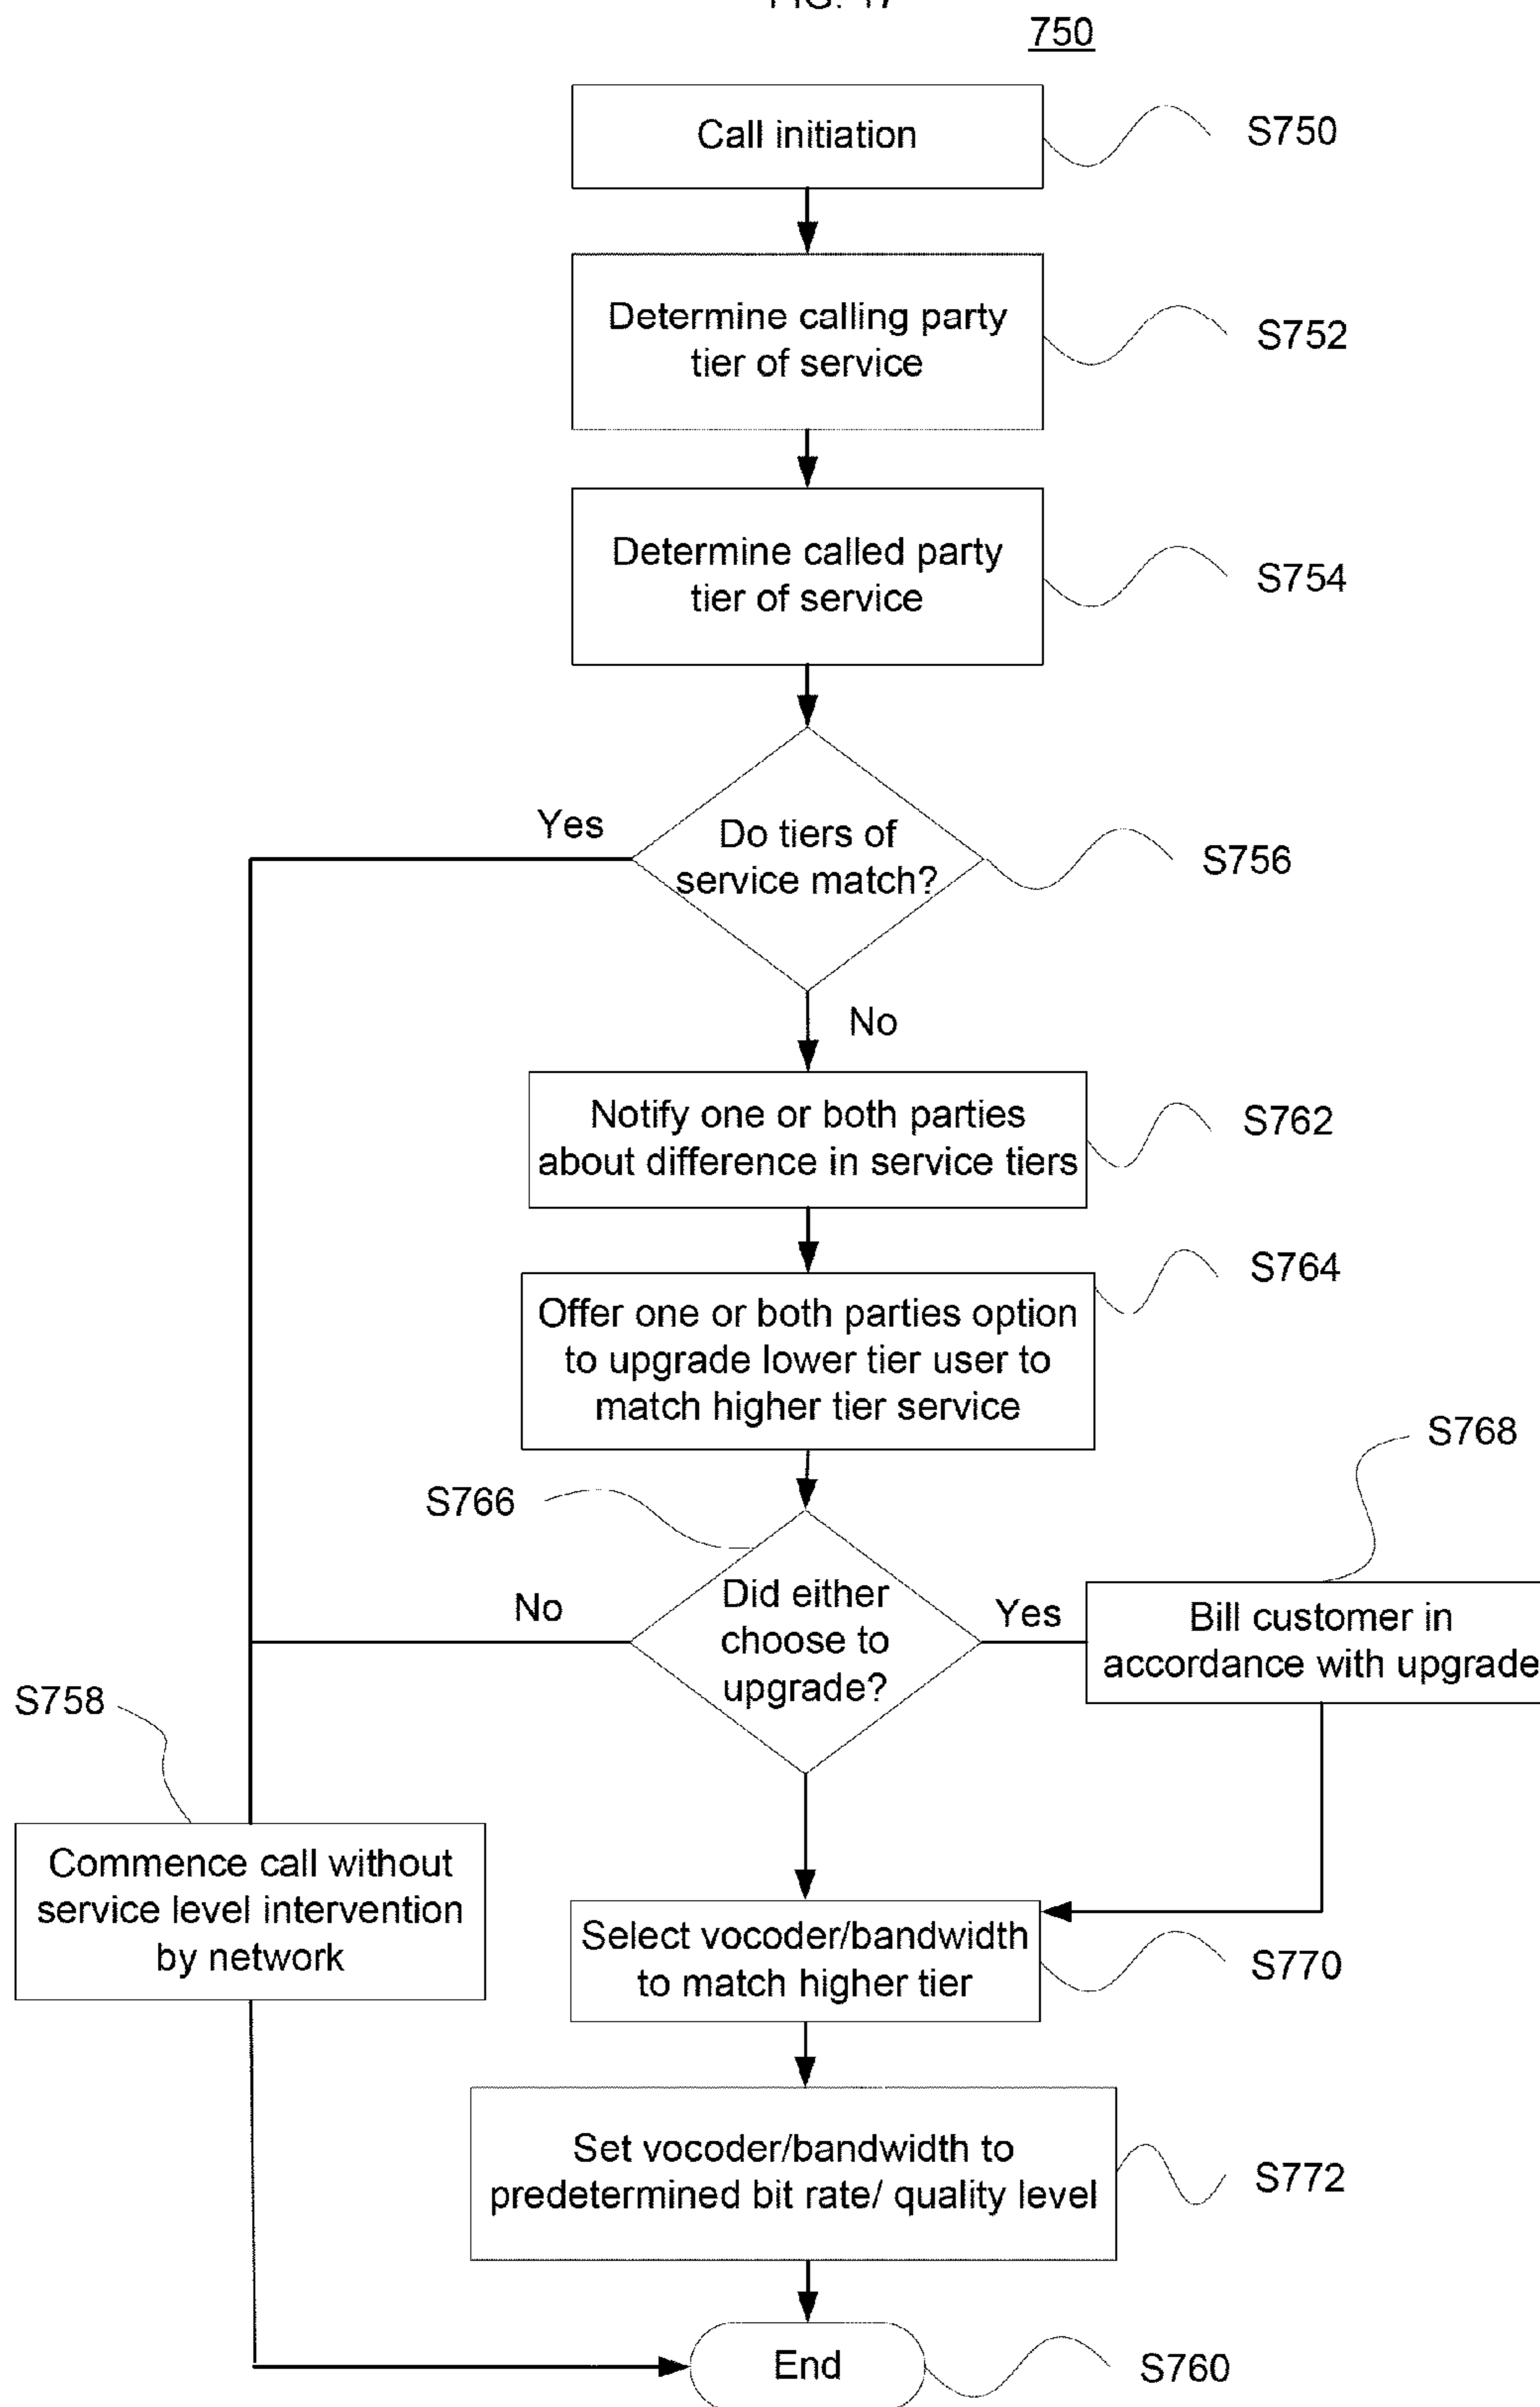 FIG. 17
750
Call initiation
S750
Determine calling party
tier of service
S752
Determine called party
tier of service
S754
Yes
Do tiers of
service match?
S756
No
Notify one or both parties
about difference in service tiers
S762
Offer one or both parties option
to upgrade lower tier user to
match higher tier service
S764
S766
S768
No
Did either
choose to
upgrade?
Yes
Bill customer in
accordance with upgrade
S758
Commence call without
service level intervention
by network
Select vocoder/bandwidth
to match higher tier
S770
Set vocoder/bandwidth to
predetermined bit rate/ quality level
S772
End
S760